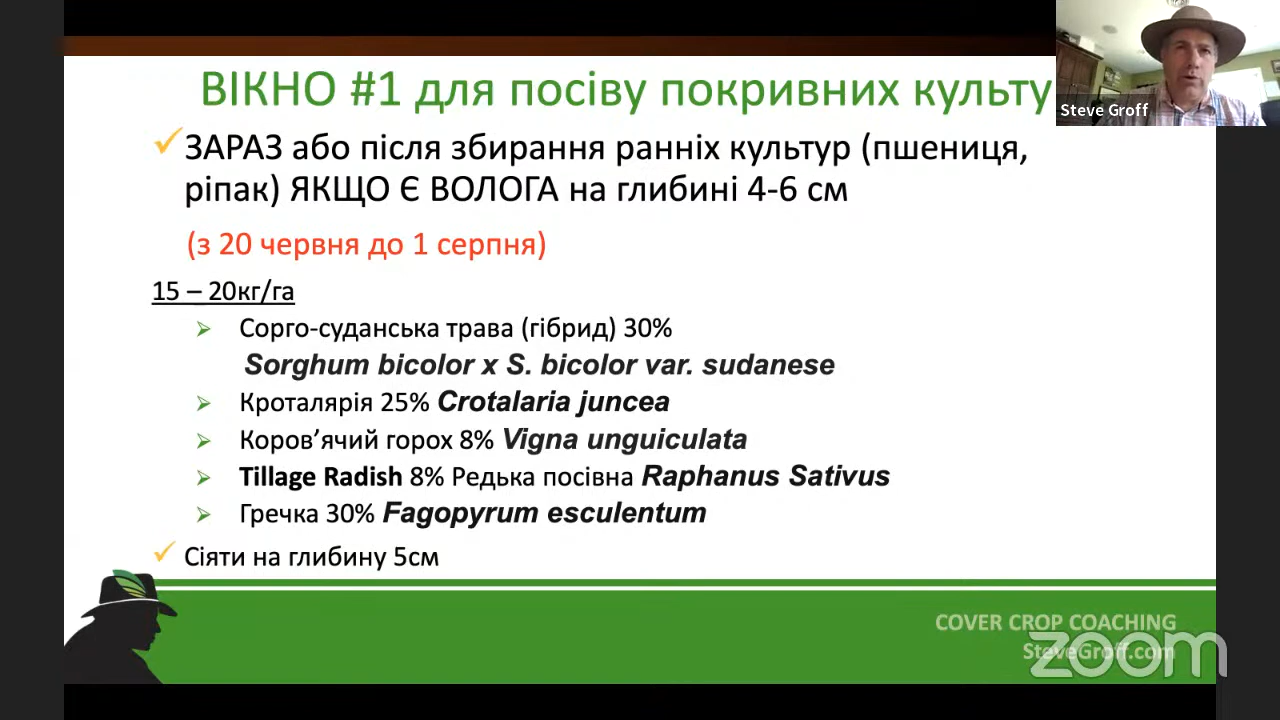 ВІКНО #1 для посіву покривних культу
Steve Groff
ЗАРАЗ або після збирання ранніх культур (пшениця,
ріпак) ЯКЩО Є ВОЛОГА на глибині 4-6 см
(з 20 червня до 1 серпня)
15 – 20кг/га
Сорго-суданська трава (гібрид) 30%
Sorghum bicolor x S. bicolor var. sudanese
Кроталярія 25% Crotalaria juncea
Коров’ячий горох 8% Vigna unguiculata
Tillage Radish 8% Редька посівна Raphanus Sativus
Гречка 30% Fagopyrum esculentum
Сіяти на глибину 5см
COVER CROP COACHING
SteveGroff.com
zoom